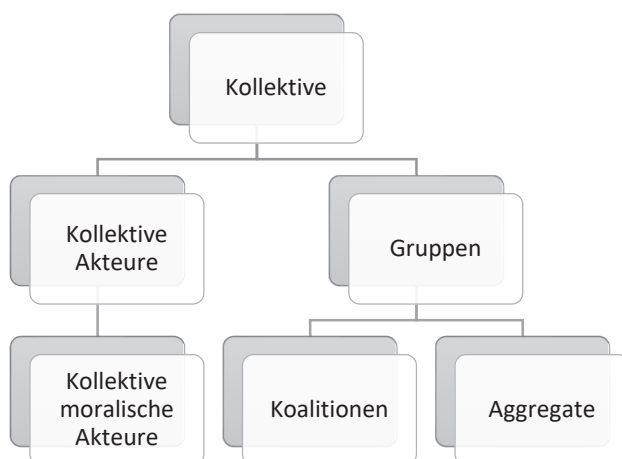 Kollektive
Kollektive
Akteure
Gruppen
Kollektive
moralische
Akteure
Koalitionen
Aggregate